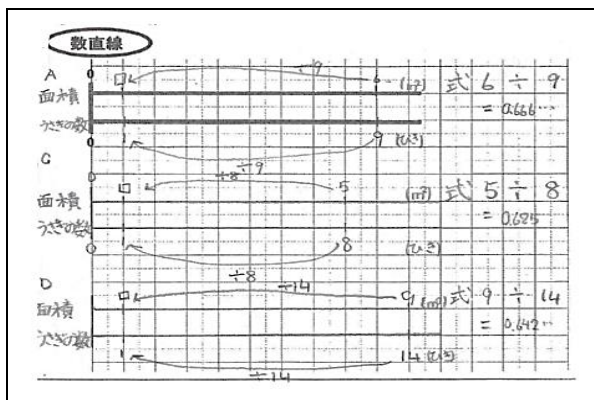 数直線
÷9
A 0 □ 6 (m²) 式 6 ÷ 9
面積 = 0.666…
うさぎの数
0 1 9 (ひき)
÷9
C ÷8
0 □ 5 (m²) 式 5 ÷ 8
面積 = 0.625
うさぎの数
0 1 8 (ひき)
÷8
D ÷14
□ 9 (m²) 式 9 ÷ 14
面積 = 0.642…
うさぎの数
1 14 (ひき)
÷14